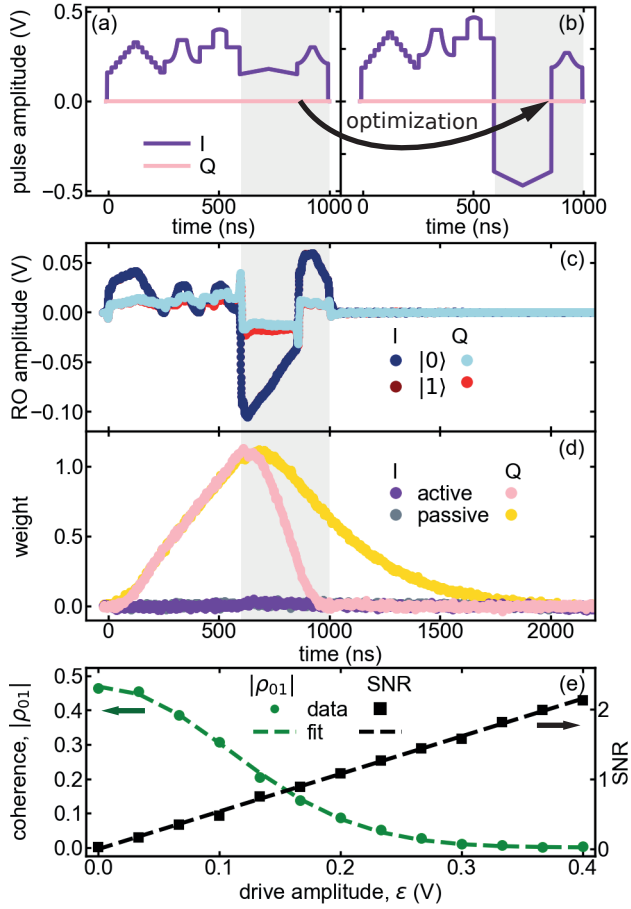 (a) (b)
pulse amplitude (V)
0.5
0.0
−0.5
I
Q
optimization
0 500 1000 0 500 1000
time (ns) time (ns)
(c)
RO amplitude (V)
0.05
0.00
−0.05
−0.10
I Q
|0⟩
|1⟩
(d)
weight
1.0
0.5
0.0
I Q
active
passive
0 500 1000 1500 2000
time (ns)
(e)
coherence, |ρ01|
0.5
0.4
0.3
0.2
0.1
0.0
|ρ01| SNR
data
fit
2
1
0
SNR
0.0 0.1 0.2 0.3 0.4
drive amplitude, ε (V)